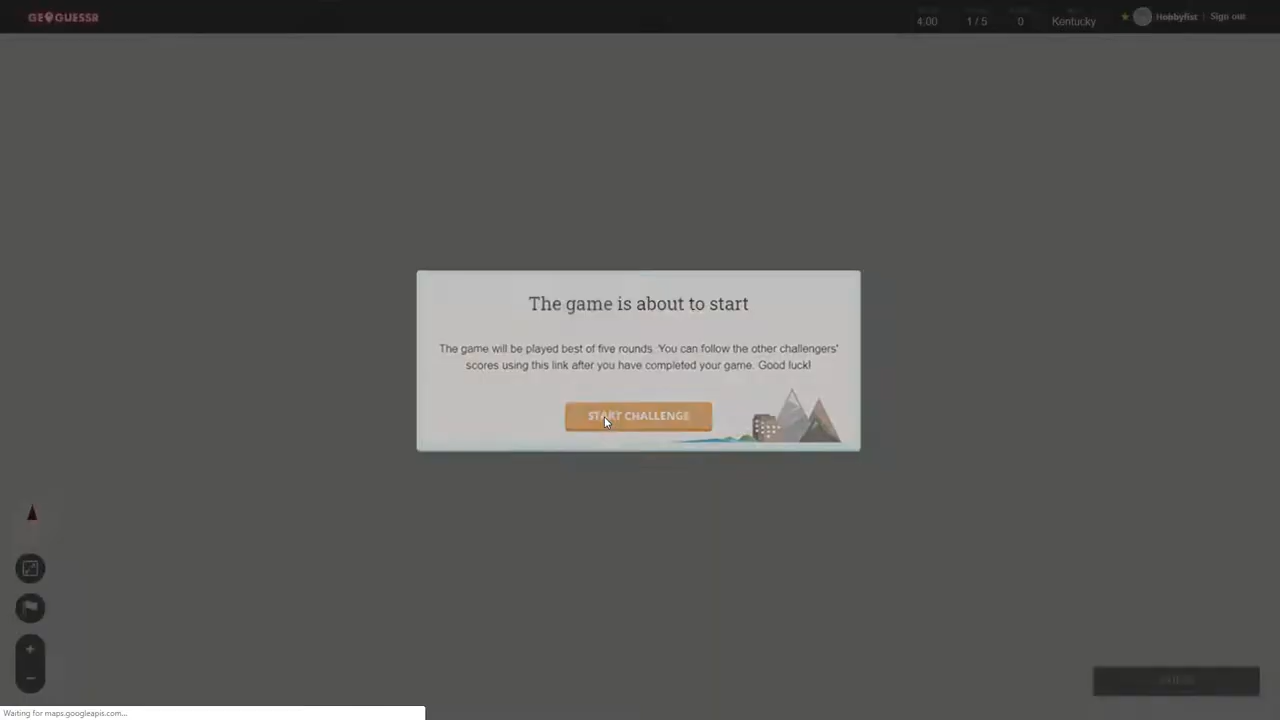 GEOGUESSR
4.00
1 / 5
0
Kentucky
Hobbyfist | Sign out
The game is about to start
The game will be played best of five rounds. You can follow the other challengers'
scores using this link after you have completed your game. Good luck!
START CHALLENGE
+
−
Waiting for maps.googleapis.com...